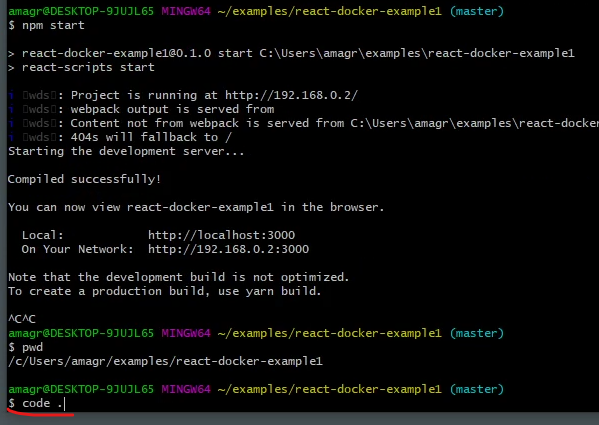 amagr@DESKTOP-9JUJL65 MINGW64 ~/examples/react-docker-example1 (master)
$ npm start
> react-docker-example1@0.1.0 start C:\Users\amagr\examples\react-docker-example1
> react-scripts start
i 「wds」: Project is running at http://192.168.0.2/
i 「wds」: webpack output is served from
i 「wds」: Content not from webpack is served from C:\Users\amagr\examples\react-docker
i 「wds」: 404s will fallback to /
Starting the development server...
Compiled successfully!
You can now view react-docker-example1 in the browser.
Local: http://localhost:3000
On Your Network: http://192.168.0.2:3000
Note that the development build is not optimized.
To create a production build, use yarn build.
^C^C
amagr@DESKTOP-9JUJL65 MINGW64 ~/examples/react-docker-example1 (master)
$ pwd
/c/Users/amagr/examples/react-docker-example1
amagr@DESKTOP-9JUJL65 MINGW64 ~/examples/react-docker-example1 (master)
$ code .